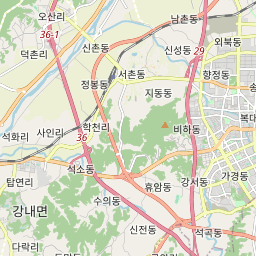 오산리
남촌동
36-1
신촌동
외북동
덕촌리
신성동
29
서촌동
향정동
정봉동
지동동
학천리
비하동
사인리
석화리
36
석소동
탑연리
가경동
휴암동
강서동
수의동
강내면
신전동
석곡동
다락리